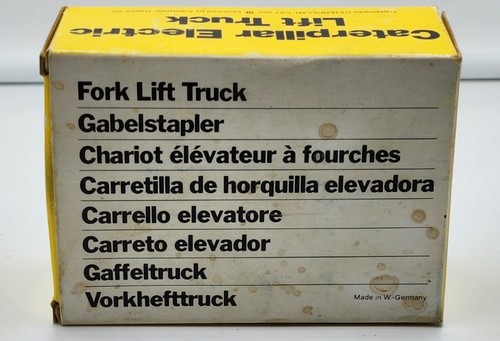 Caterpillar Electric
Lift Truck
Fork Lift Truck
Gabelstapler
Chariot élévateur à fourches
Carretilla de horquilla elevadora
Carrello elevatore
Carreto elevador
Gaffeltruck
Vorkhefttruck
Made in W.-Germany